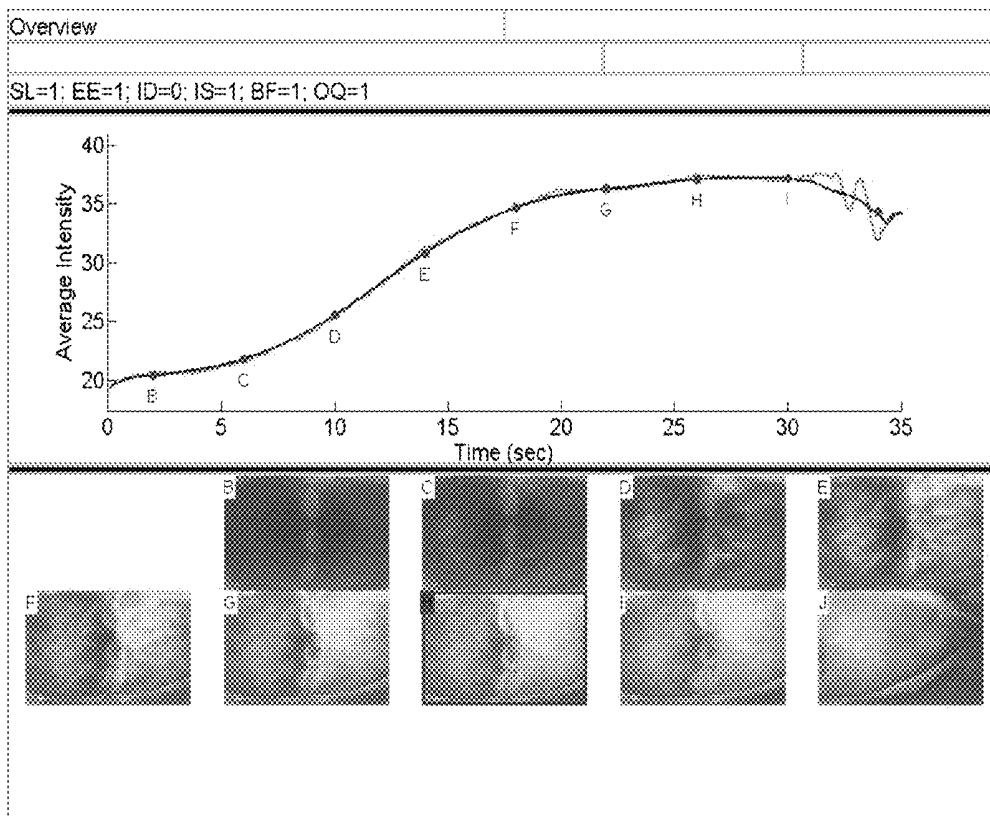 Overview
SL=1; EE=1; ID=0; IS=1; BF=1; OQ=1
40
35
30
25
20
Average Intensity
B
C
D
E
F
G
H
I
0 5 10 15 20 25 30 35
Time (sec)
B C D E
F G H I J